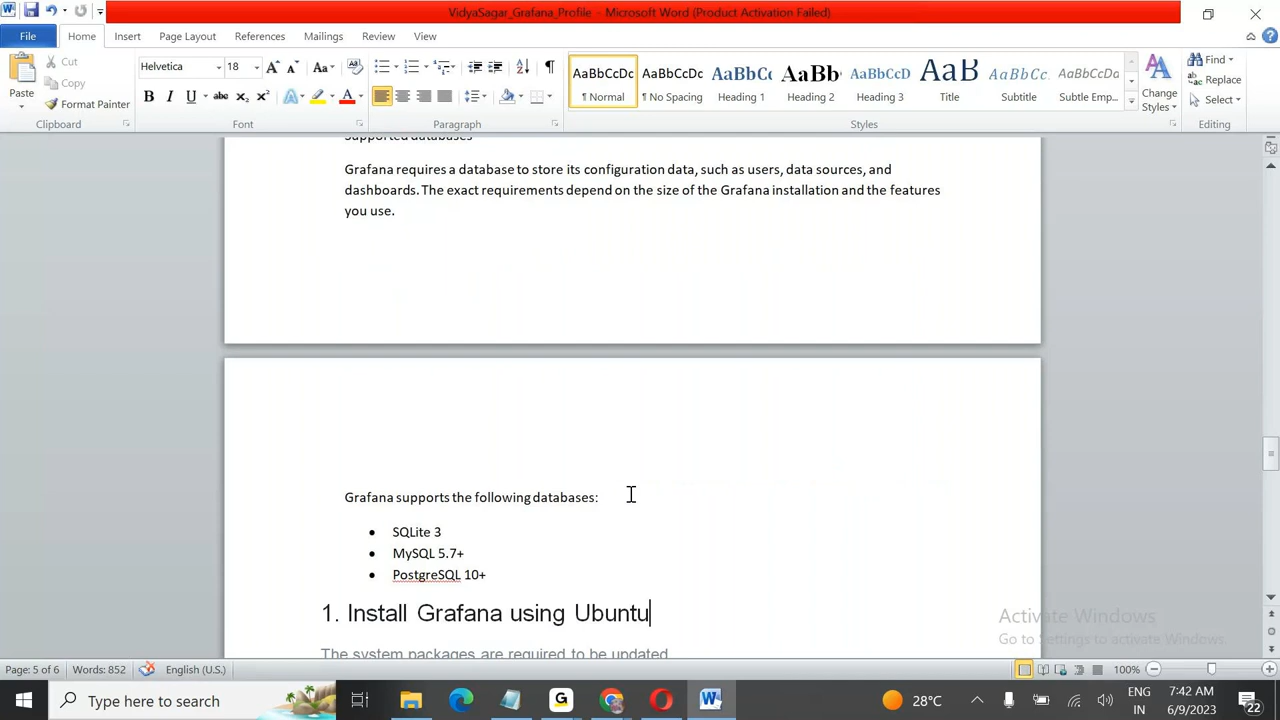 VidyaSagar_Grafana_Profile - Microsoft Word (Product Activation Failed)
File Home Insert Page Layout References Mailings Review View
Paste
Cut
Copy
Format Painter
Clipboard
Helvetica 18
Font
Paragraph
AaBbCcDc AaBbCcDc AaBbCc AaBb AaBbCcD AaB AaBbCcC. AaBbCcDa
¶ Normal ¶ No Spacing Heading 1 Heading 2 Heading 3 Title Subtitle Subtle Emp...
Styles
Change Styles
Find
Replace
Select
Editing
Supported databases
Grafana requires a database to store its configuration data, such as users, data sources, and
dashboards. The exact requirements depend on the size of the Grafana installation and the features
you use.
Grafana supports the following databases:
• SQLite 3
• MySQL 5.7+
• PostgreSQL 10+
1. Install Grafana using Ubuntu
The system packages are required to be updated
Activate Windows
Go to Settings to activate Windows.
Page: 5 of 6 Words: 852 English (U.S.) 100%
Type here to search
28°C
ENG
IN
7:42 AM
6/9/2023
22